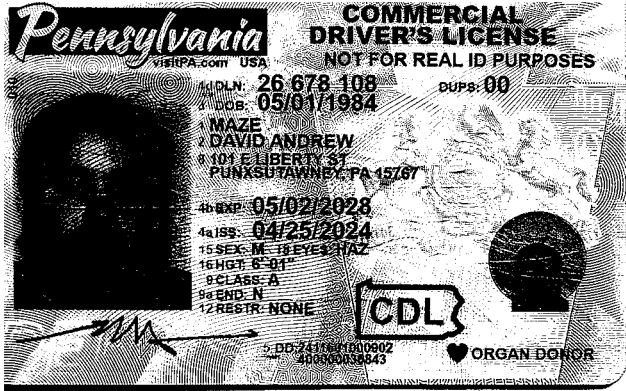 Pennsylvania
visitPA.com USA
COMMERCIAL
DRIVER'S LICENSE
NOT FOR REAL ID PURPOSES
4d DLN: 26 678 108
DUPS: 00
3 DOB: 05/01/1984
1 MAZE
2 DAVID ANDREW
8 101 E LIBERTY ST
PUNXSUTAWNEY, PA 15767
4b EXP: 05/02/2028
4a ISS: 04/25/2024
15 SEX: M 18 EYES: HAZ
16 HGT: 6'-01"
9 CLASS: A
9a END: N
12 RESTR: NONE
CDL
5 DD:
400000036843
ORGAN DONOR